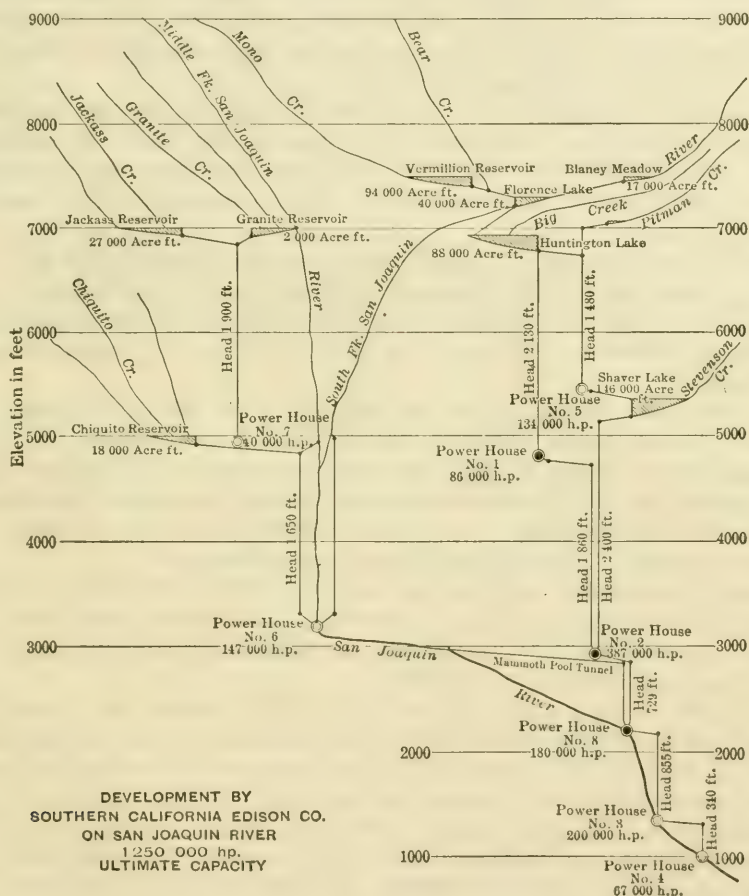 9000
9000
8000
8000
7000
7000
6000
6000
5000
5000
4000
4000
3000
3000
2000
2000
1000
1000
Elevation in feet
Middle Fk. San Joaquin
River
Mono
Cr.
Bear
Cr.
Jackass
Cr.
Granite
Cr.
Vermillion Reservoir
94 000 Acre ft.
Blaney Meadow
17 000 Acre ft.
River
Florence Lake
40 000 Acre ft.
Big Creek
Pitman Cr.
Jackass Reservoir
27 000 Acre ft.
Granite Reservoir
2 000 Acre ft.
Huntington Lake
88 000 Acre ft.
South Fk. San Joaquin
Chiquito
Cr.
Head 1 900 ft.
Head 2 130 ft.
Head 1 480 ft.
Shaver Lake
146 000 Acre
ft.
Stevenson
Cr.
Power House
No. 5
134 000 h.p.
Chiquito Reservoir
18 000 Acre ft.
Power House
No. 7
40 000 h.p.
Power House
No. 1
86 000 h.p.
Head 1 650 ft.
Head 1 860 ft.
Head 2 400 ft.
Power House
No. 6
147 000 h.p.
Power House
No. 2
387 000 h.p.
San Joaquin
River
Mammoth Pool Tunnel
Head
729 ft.
Power House
No. 8
180 000 h.p.
Head 855 ft.
Power House
No. 3
200 000 h.p.
Head 340 ft.
Power House
No. 4
67 000 h.p.
DEVELOPMENT BY
SOUTHERN CALIFORNIA EDISON CO.
ON SAN JOAQUIN RIVER
1 250 000 hp.
ULTIMATE CAPACITY